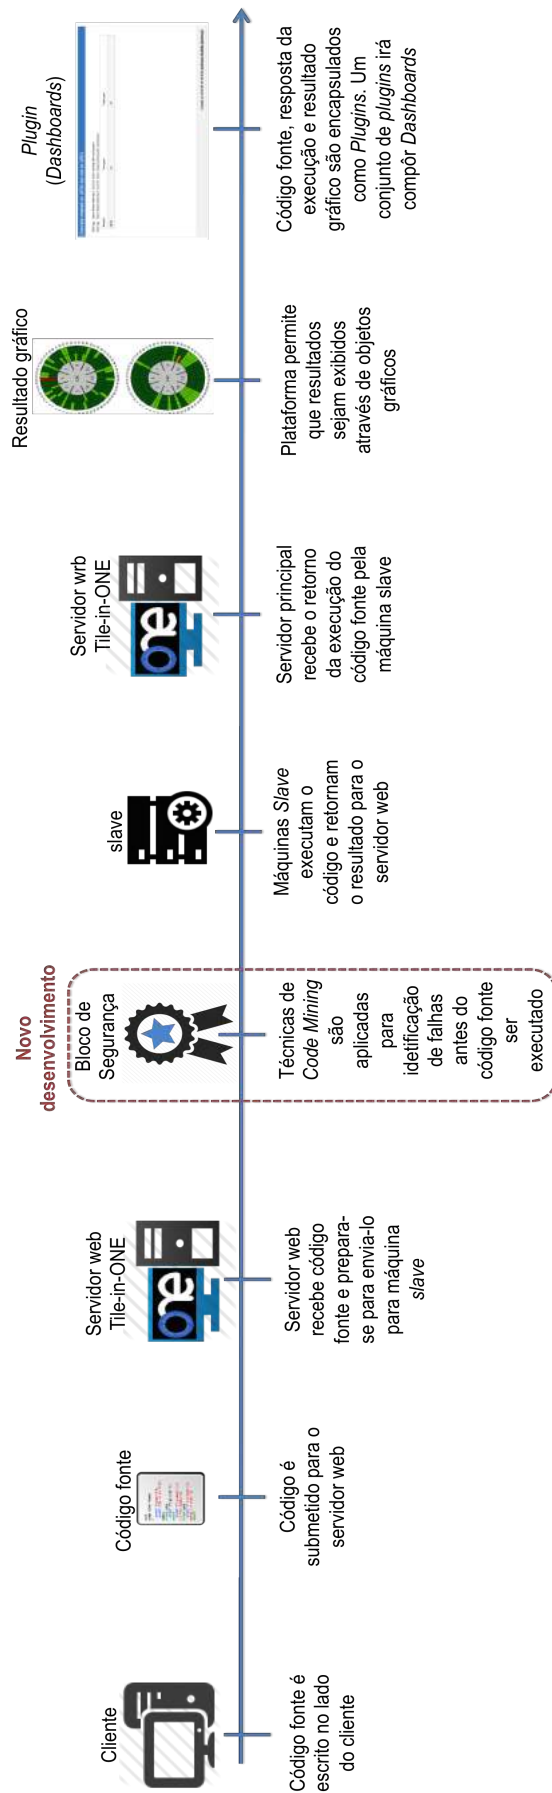 Cliente
Código fonte é
escrito no lado
do cliente
Código fonte
Código é
submetido para o
servidor web
Servidor web
Tile-in-ONE
one
Servidor web
recebe código
fonte e prepara-
se para envia-lo
para máquina
slave
Novo
desenvolvimento
Bloco de
Segurança
Técnicas de
Code Mining
são
aplicadas
para
idetificação
de falhas
antes do
código fonte
ser
executado
slave
Máquinas Slave
executam o
código e retornam
o resultado para o
servidor web
Servidor wrb
Tile-in-ONE
one
Servidor principal
recebe o retorno
da execução do
código fonte pela
máquina slave
Resultado gráfico
Plataforma permite
que resultados
sejam exibidos
através de objetos
gráficos
Plugin
(Dashboards)
Código fonte, resposta da
execução e resultado
gráfico são encapsulados
como Plugins. Um
conjunto de plugins irá
compôr Dashboards